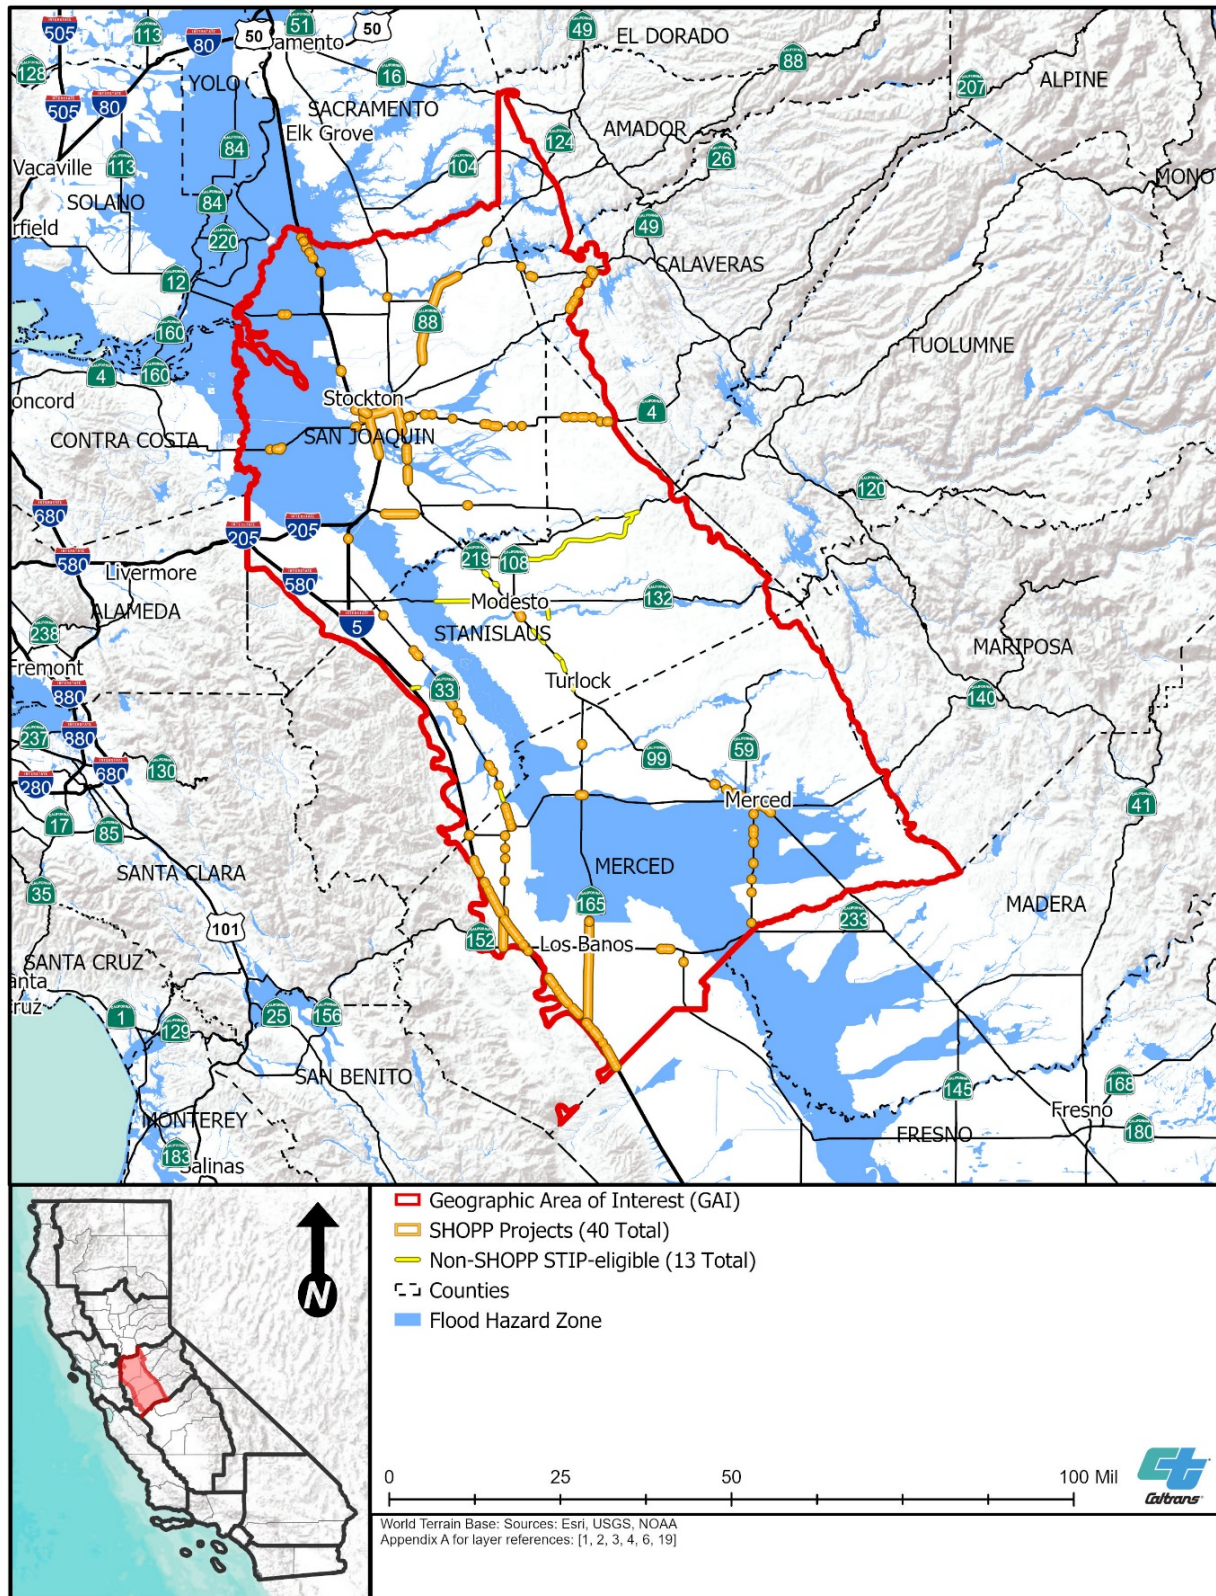 505
113
80
50
51
50
amento
49
EL DORADO
88
ALPINE
128
YOLO
16
207
505
80
SACRAMENTO
Elk Grove
AMADOR
84
124
26
Vacaville
113
104
MONO
SOLANO
84
rfield
220
49
CALAVERAS
12
160
88
TUOLUMNE
4
160
oncord
Stockton
4
CONTRA COSTA
SAN JOAQUIN
120
680
205
205
580
219
108
Livermore
580
132
ALAMEDA
Modesto
5
238
STANISLAUS
MARIPOSA
Fremont
880
33
Turlock
140
237
880
59
280
680
130
99
Merced
41
17
85
MERCED
SANTA CLARA
35
165
MADERA
101
233
152
Los Banos
SANTA CRUZ
anta
ruz
1
129
25
156
SAN BENITO
168
145
MONTEREY
Fresno
180
FRESNO
183
Salinas
Geographic Area of Interest (GAI)
SHOPP Projects (40 Total)
Non-SHOPP STIP-eligible (13 Total)
Counties
Flood Hazard Zone
N
0 25 50 100 Mil
Caltrans
World Terrain Base: Sources: Esri, USGS, NOAA
Appendix A for layer references: [1, 2, 3, 4, 6, 19]